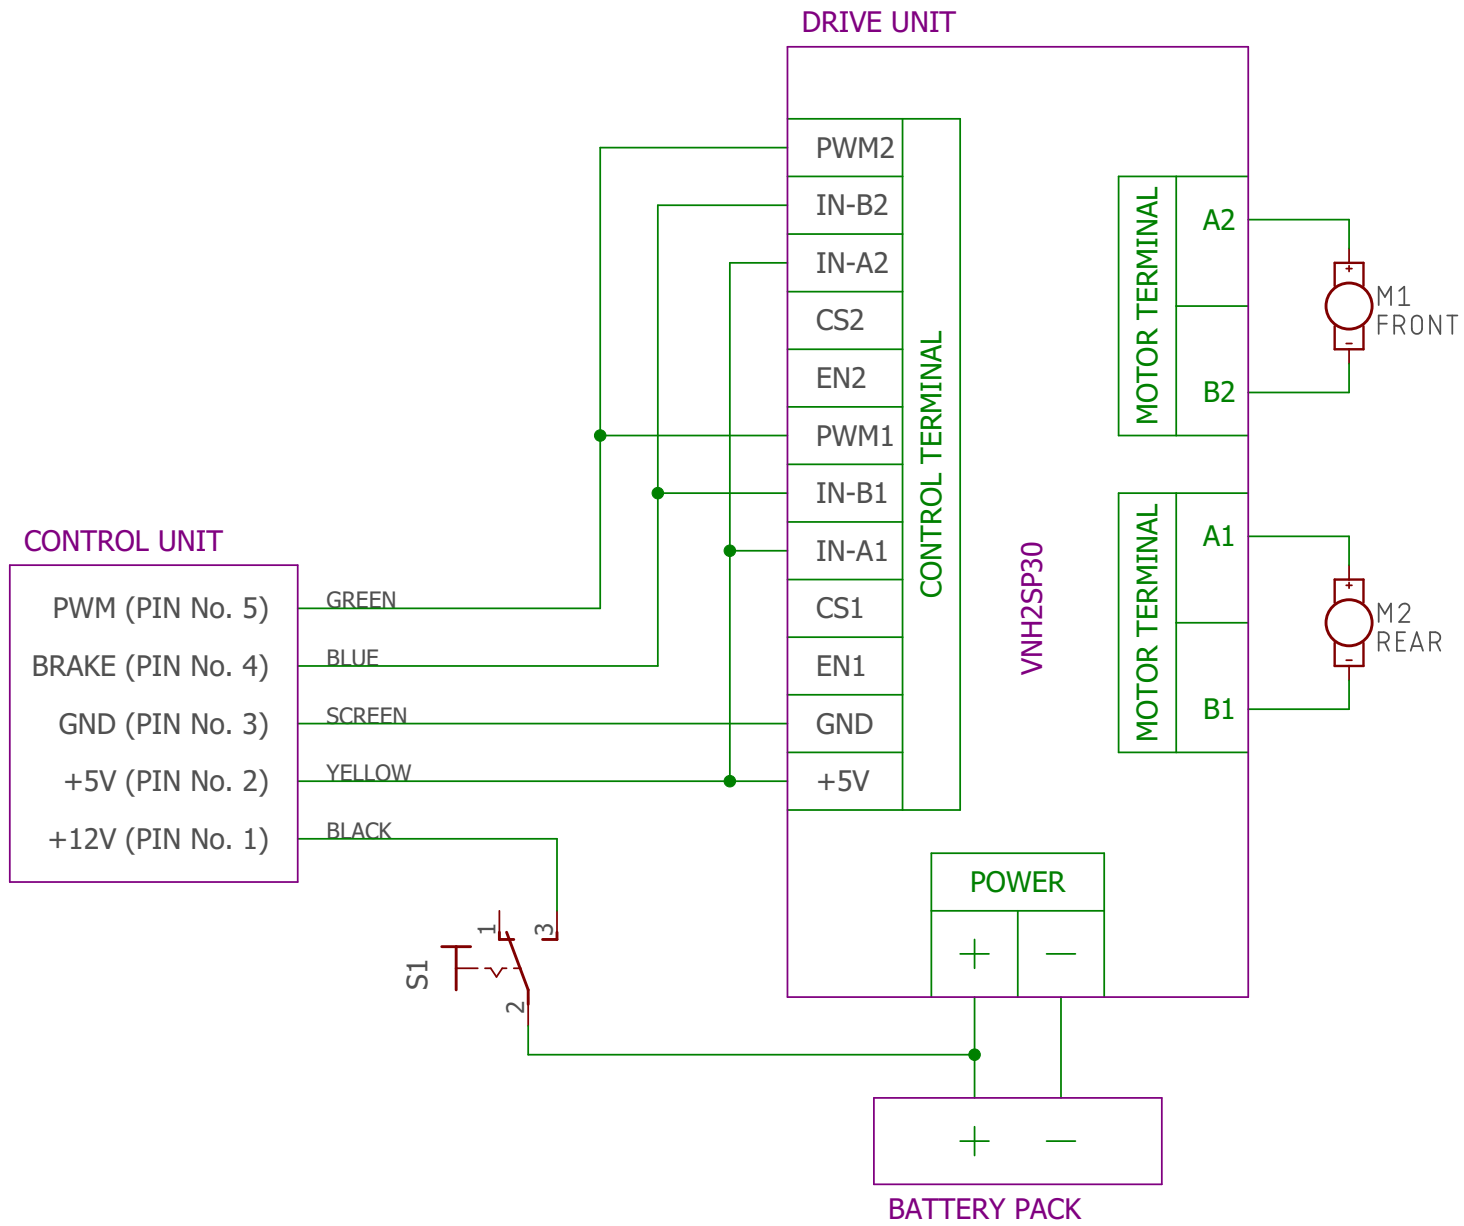 DRIVE UNIT
PWM2
IN-B2
IN-A2
CS2
EN2
PWM1
IN-B1
IN-A1
CS1
EN1
GND
+5V
CONTROL TERMINAL
VNH2SP30
MOTOR TERMINAL
A2
B2
+
M1
FRONT
-
MOTOR TERMINAL
A1
B1
+
M2
REAR
-
CONTROL UNIT
PWM (PIN No. 5)
GREEN
BRAKE (PIN No. 4)
BLUE
GND (PIN No. 3)
SCREEN
+5V (PIN No. 2)
YELLOW
+12V (PIN No. 1)
BLACK
S1
1
3
2
POWER
+ —
+ —
BATTERY PACK